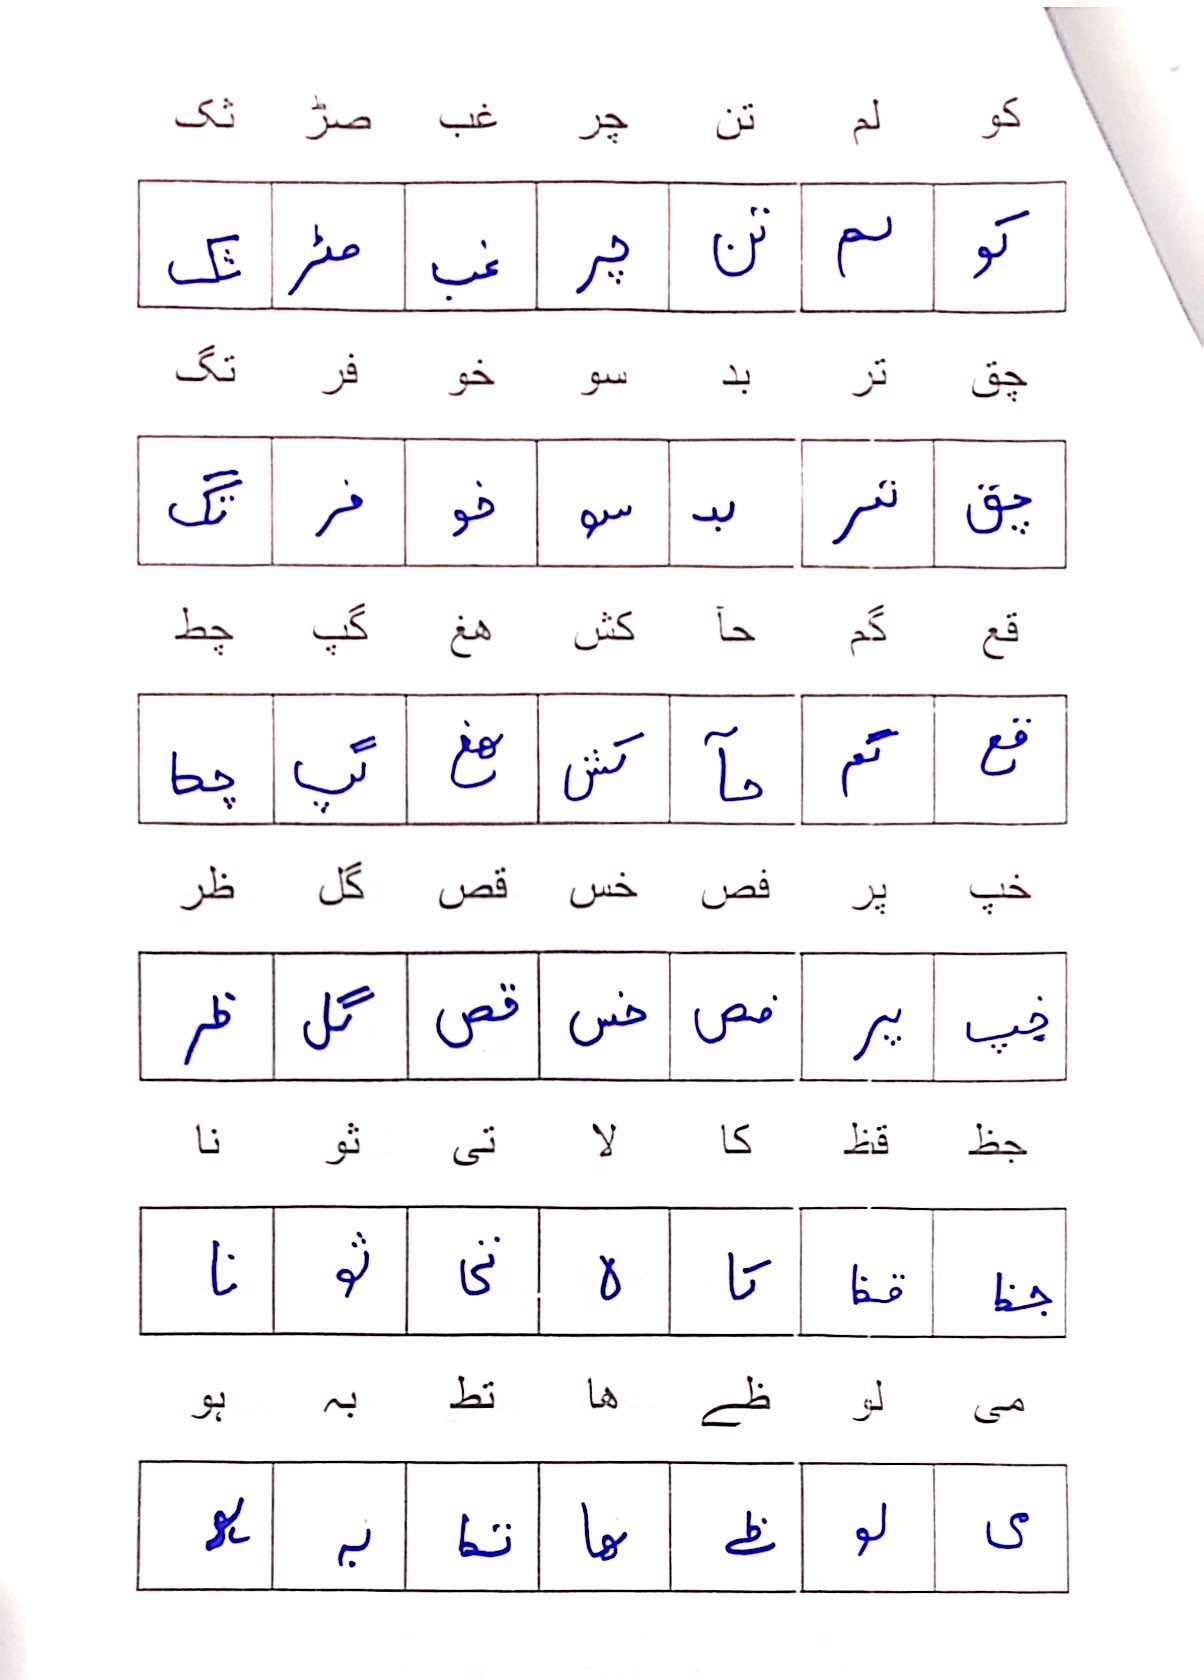 کو لم تن چر غب صڑ ثک
کو لم تن چر غب صڑ ثک
چق تر بد سو خو فر تگ
چق تر بد سو خو فر تگ
قع گم حآ کش ھغ گپ چط
قع گم حآ کش ھغ گپ چط
خپ پر فص خس قص گل ظر
خپ پر فص خس قص گل ظر
جظ قظ کا لا تی ثو نا
جظ قظ کا لا تی ثو نا
می لو ظے ھا تط بہ ہو
می لو ظے ھا تط بہ ہو